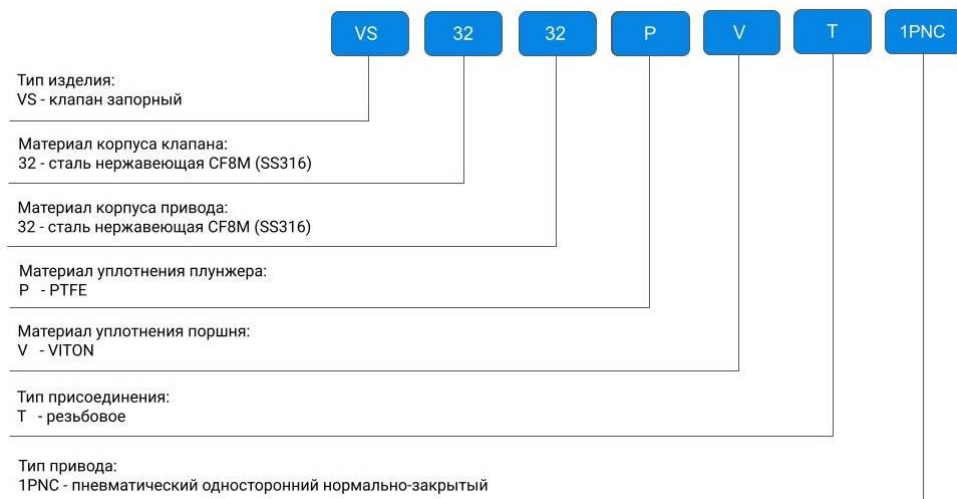 VS 32 32 P V T 1PNC
Тип изделия:
VS - клапан запорный
Материал корпуса клапана:
32 - сталь нержавеющая CF8M (SS316)
Материал корпуса привода:
32 - сталь нержавеющая CF8M (SS316)
Материал уплотнения плунжера:
P - PTFE
Материал уплотнения поршня:
V - VITON
Тип присоединения:
T - резьбовое
Тип привода:
1PNC - пневматический односторонний нормально-закрытый